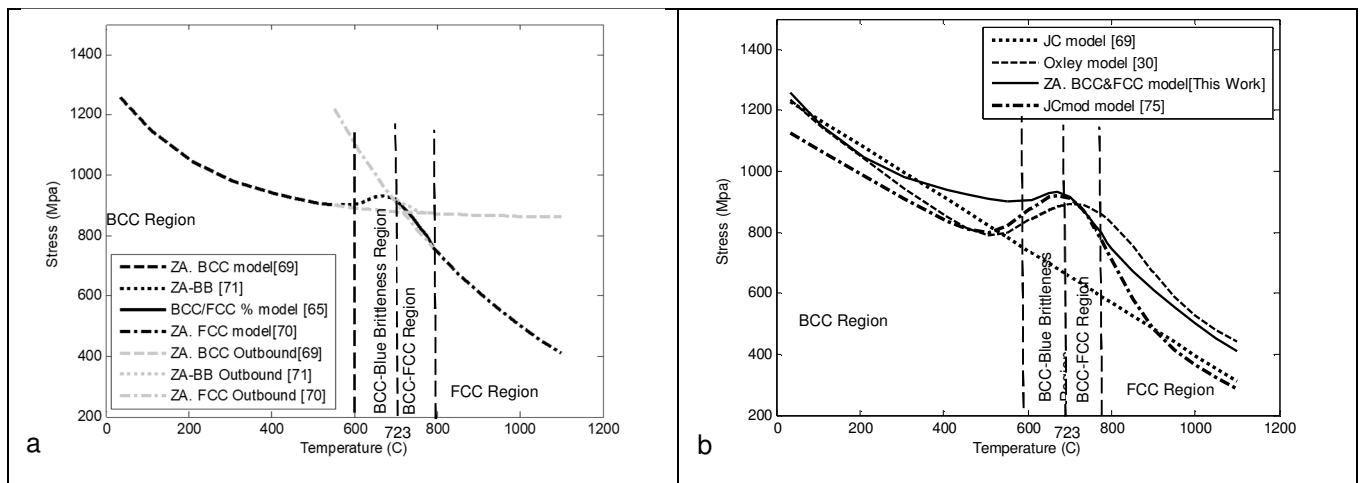 1400
1200
1000
800
600
400
200
Stress (Mpa)
0
200
400
600
800
1000
1200
723
Temperature (C)
BCC Region
BCC-Blue Brittleness Region
BCC-FCC Region
FCC Region
ZA. BCC model[69]
ZA-BB [71]
BCC/FCC % model [65]
ZA. FCC model[70]
ZA. BCC Outbound[69]
ZA-BB Outbound [71]
ZA. FCC Outbound [70]
a
1400
1200
1000
800
600
400
200
Stress (Mpa)
0
200
400
600
800
1000
1200
723
Temperature (C)
JC model [69]
Oxley model [30]
ZA. BCC&FCC model[This Work]
JCmod model [75]
BCC Region
BCC-Blue Brittleness
Region
BCC-FCC Region
FCC Region
b